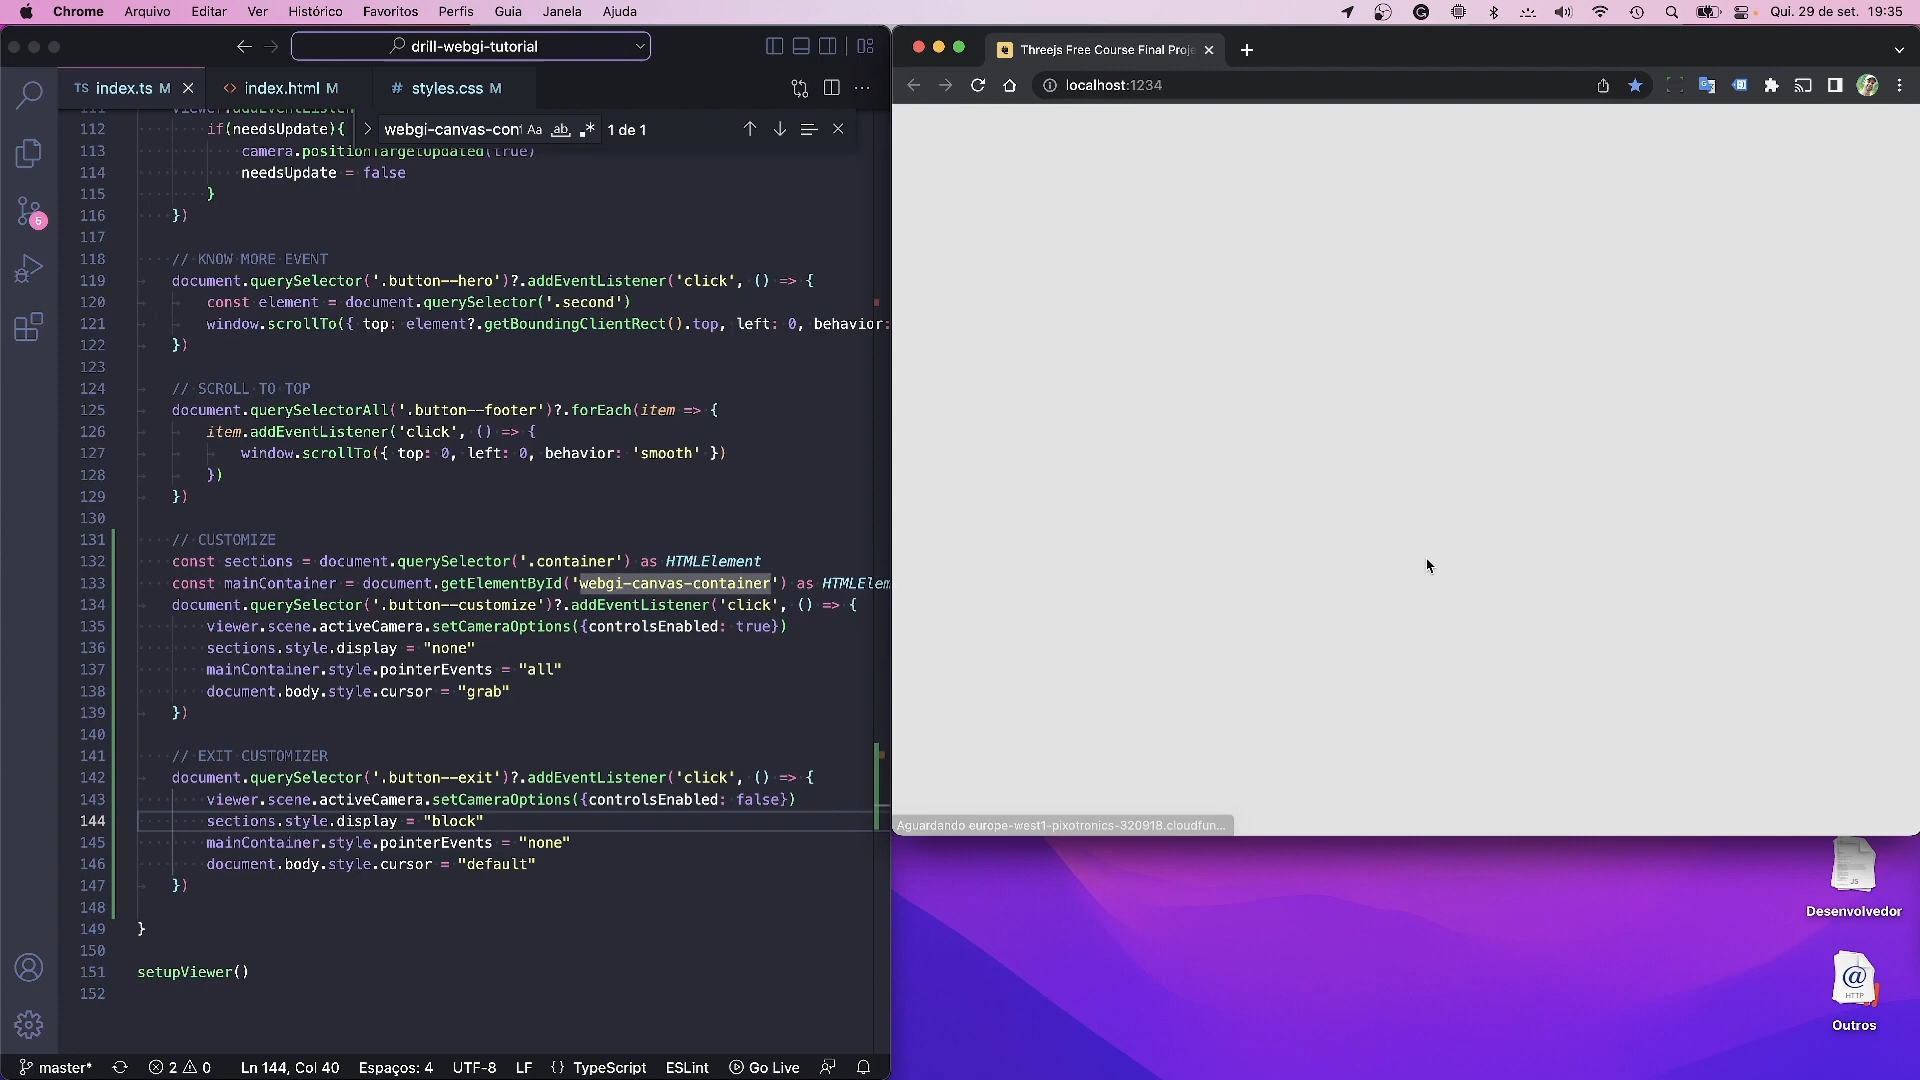 Chrome Arquivo Editar Ver Histórico Favoritos Perfis Guia Janela Ajuda Qui. 29 de set. 19:35
drill-webgi-tutorial
TS index.ts M
<> index.html M
# styles.css M
webgi-canvas-con Aa ab 1 de 1
112 if(needsUpdate){
113 camera.positionTargetUpdated(true)
114 needsUpdate = false
115 }
116 })
117
118 // KNOW MORE EVENT
119 document.querySelector('.button--hero')?.addEventListener('click', () => {
120 const element = document.querySelector('.second')
121 window.scrollTo({ top: element?.getBoundingClientRect().top, left: 0, behavior:
122 })
123
124 // SCROLL TO TOP
125 document.querySelectorAll('.button--footer')?.forEach(item => {
126 item.addEventListener('click', () => {
127 window.scrollTo({ top: 0, left: 0, behavior: 'smooth' })
128 })
129 })
130
131 // CUSTOMIZE
132 const sections = document.querySelector('.container') as HTMLElement
133 const mainContainer = document.getElementById('webgi-canvas-container') as HTMLElem
134 document.querySelector('.button--customize')?.addEventListener('click', () => {
135 viewer.scene.activeCamera.setCameraOptions({controlsEnabled: true})
136 sections.style.display = "none"
137 mainContainer.style.pointerEvents = "all"
138 document.body.style.cursor = "grab"
139 })
140
141 // EXIT CUSTOMIZER
142 document.querySelector('.button--exit')?.addEventListener('click', () => {
143 viewer.scene.activeCamera.setCameraOptions({controlsEnabled: false})
144 sections.style.display = "block"
145 mainContainer.style.pointerEvents = "none"
146 document.body.style.cursor = "default"
147 })
148
149 }
150
151 setupViewer()
152
5
master* 2 0 Ln 144, Col 40 Espaços: 4 UTF-8 LF {} TypeScript ESLint Go Live
Threejs Free Course Final Proje
localhost:1234
Aguardando europe-west1-pixotronics-320918.cloudfun...
JS
Desenvolvedor
@
HTTP
Outros